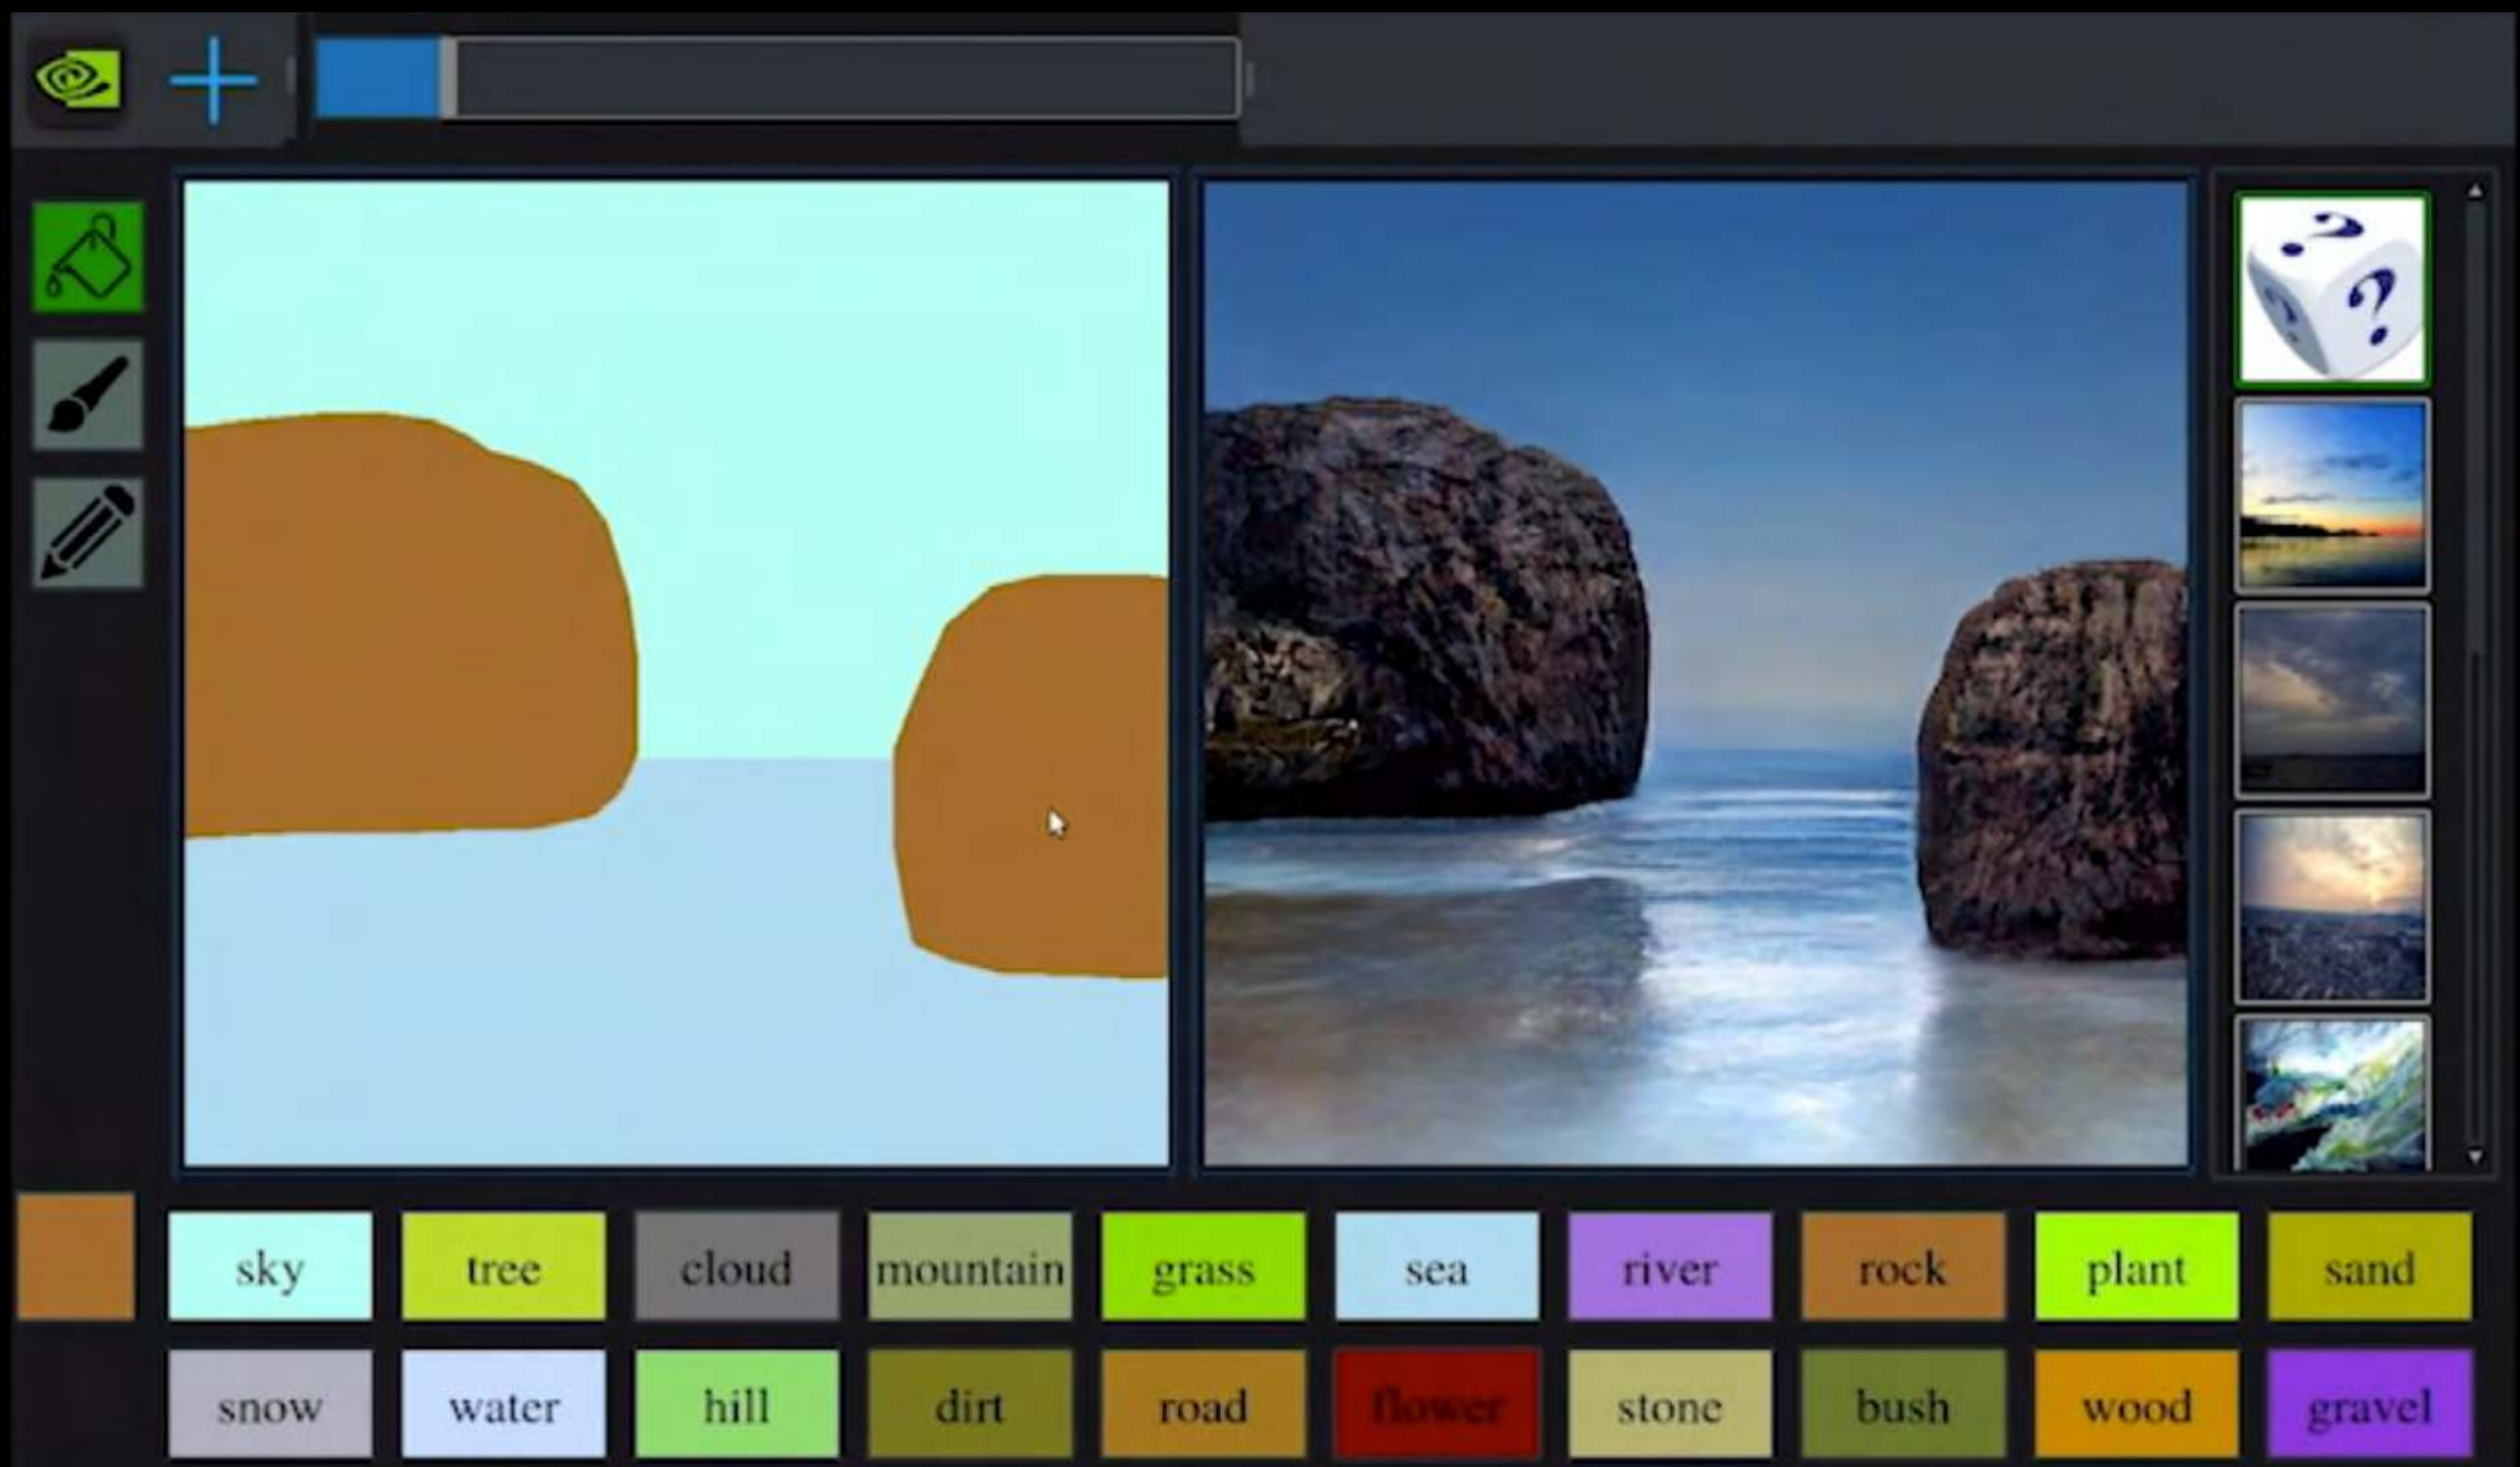 ? ? ?
sky tree cloud mountain grass sea river rock plant sand
snow water hill dirt road flower stone bush wood gravel